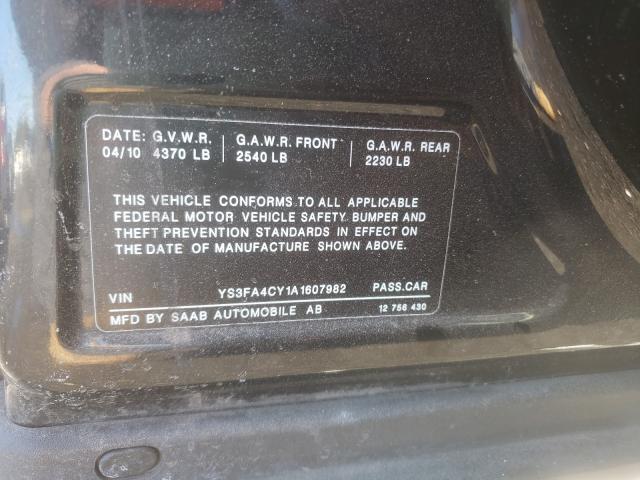 DATE: G.V.W.R. G.A.W.R. FRONT G.A.W.R. REAR
04/10 4370 LB 2540 LB 2230 LB
THIS VEHICLE CONFORMS TO ALL APPLICABLE
FEDERAL MOTOR VEHICLE SAFETY BUMPER AND
THEFT PREVENTION STANDARDS IN EFFECT ON
THE DATE OF MANUFACTURE SHOWN ABOVE.
VIN YS3FA4CY1A1607982 PASS.CAR
MFD BY SAAB AUTOMOBILE AB 12 756 430